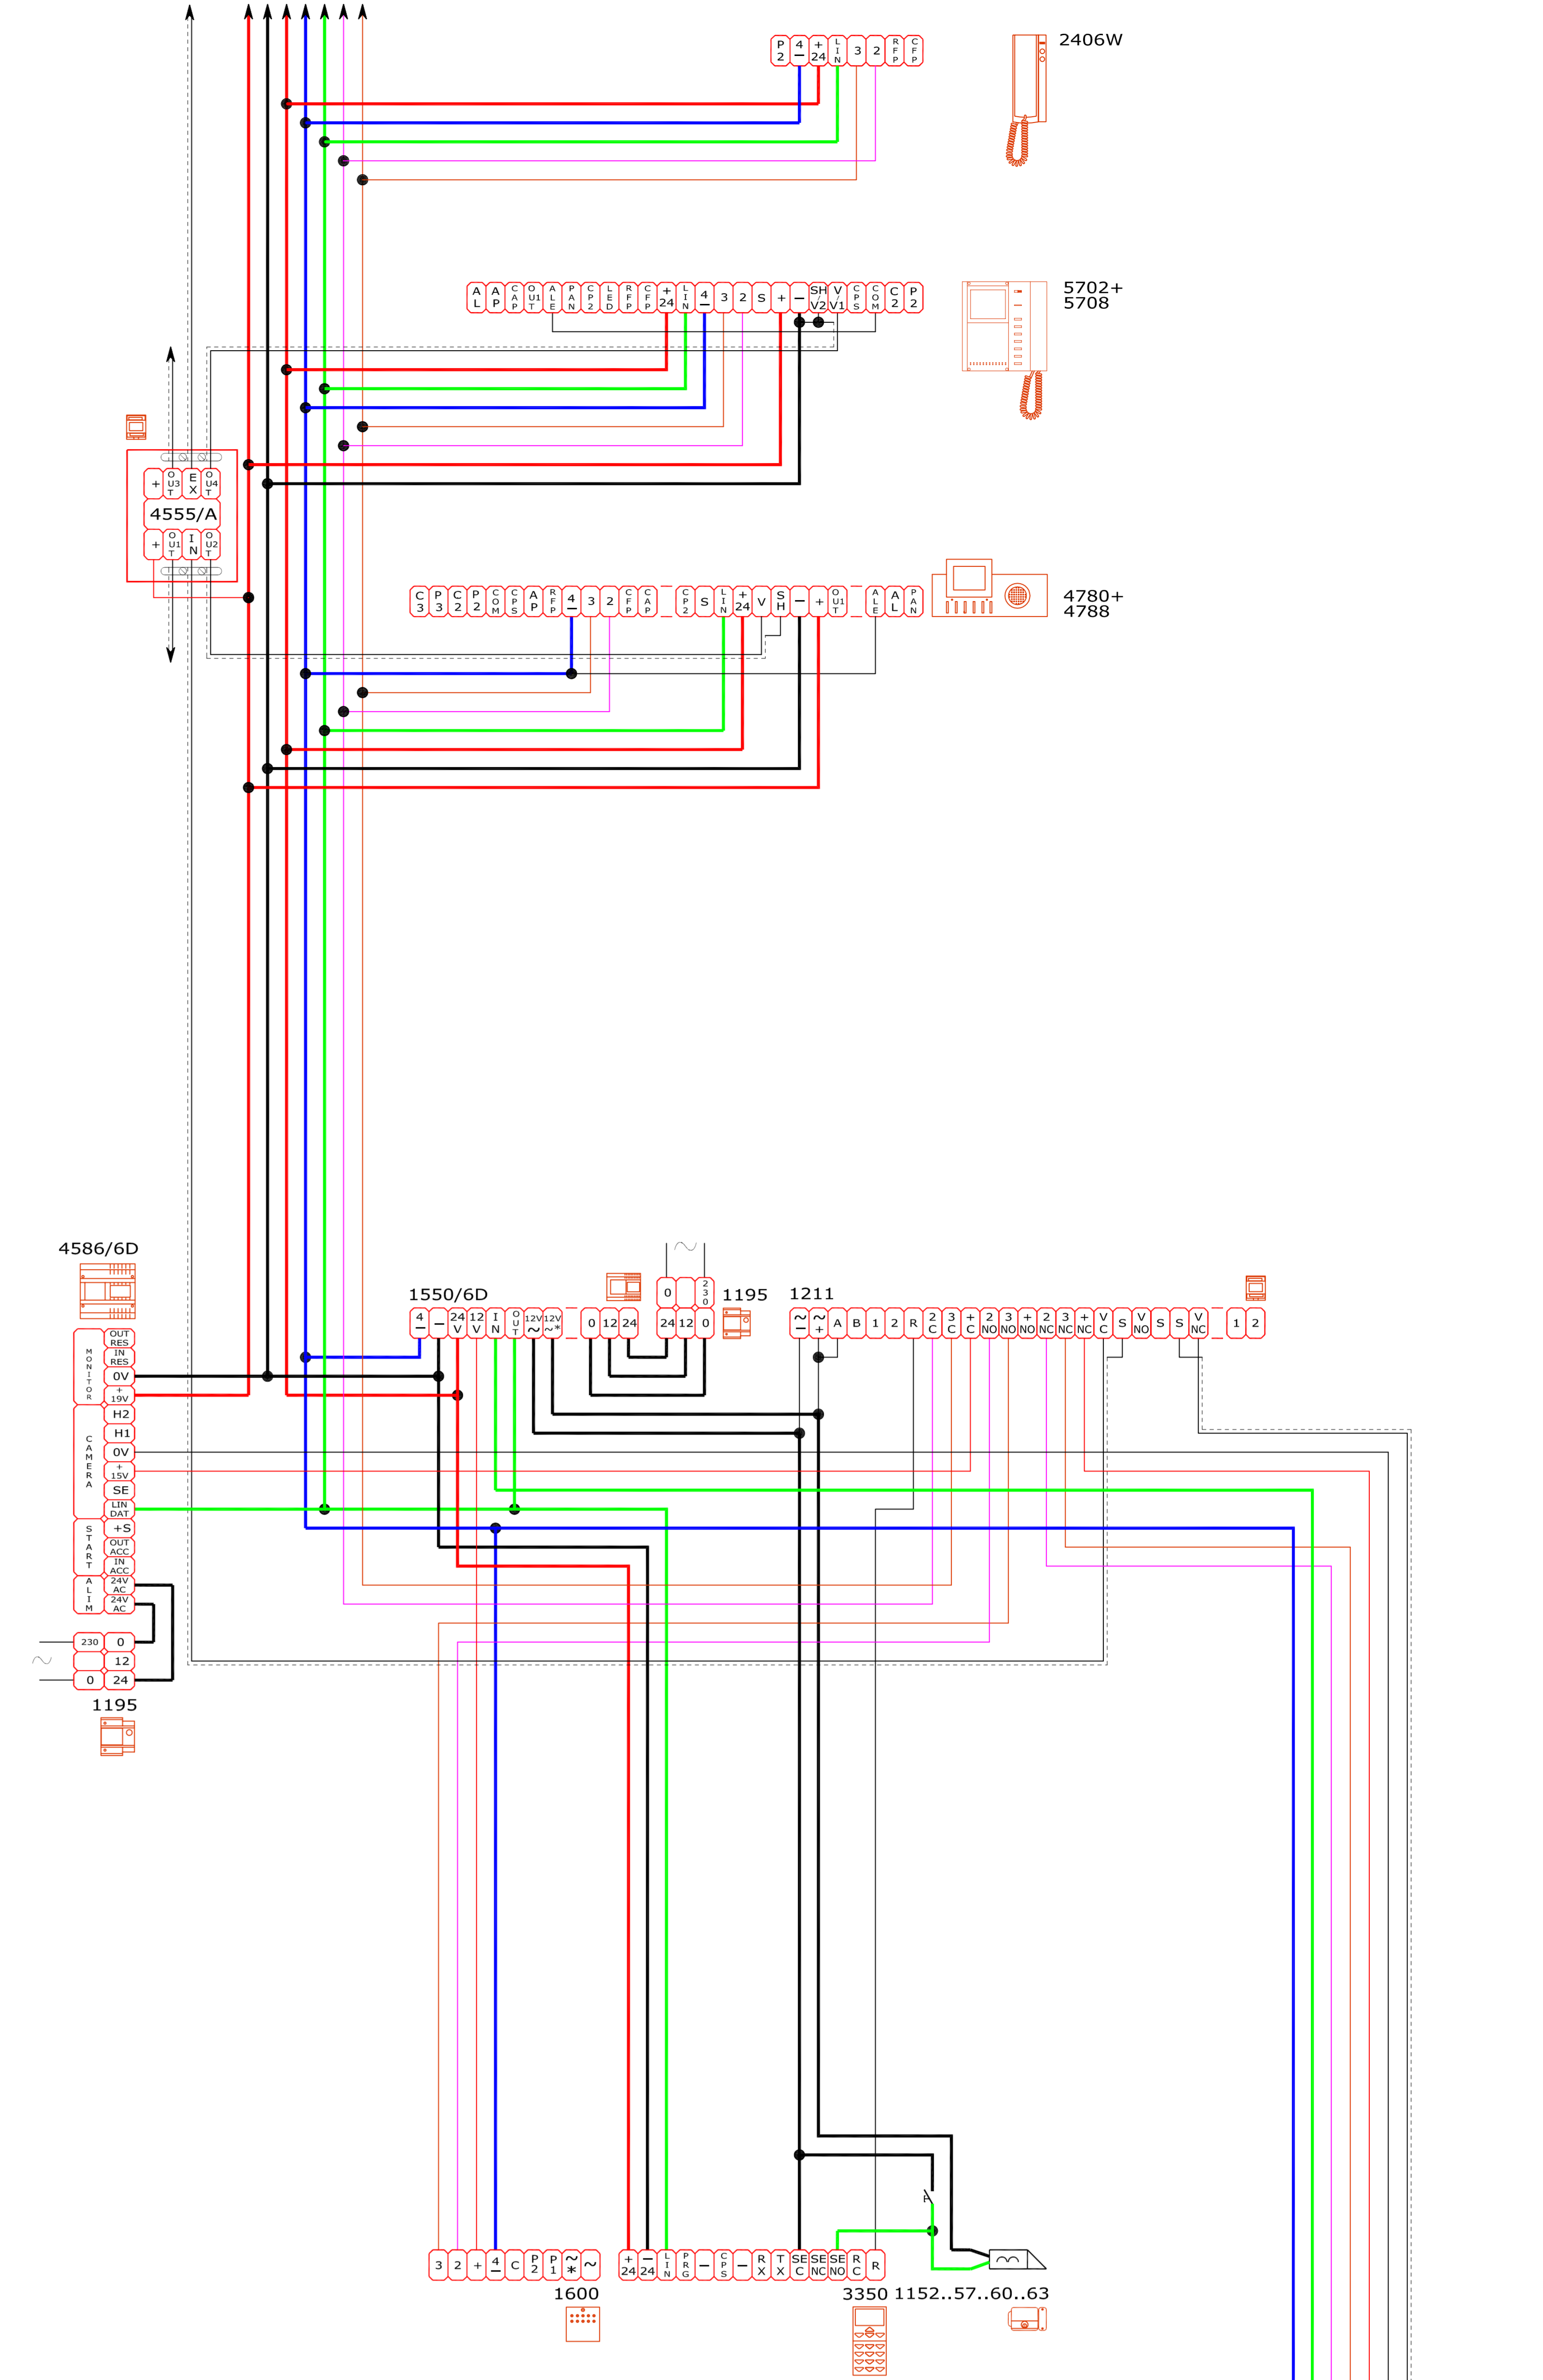 P2 4– +24 LIN 3 2 RFP CFP
2406W
AL AP CAP OU1T ALE PAN CP2 LED RFP CFP +24 LIN 4– 3 2 S + – SH/V2 V/V1 CPS COM C2 P2
5702+
5708
+ OU3T EX OU4T
4555/A
+ OU1T IN OU2T
C3 P3 C2 P2 COM CPS AP RFP 4– 3 2 CFP CAP CP2 S LIN +24 V SH – + OU1T ALE AL PAN
4780+
4788
4586/6D
MONITOR
OUT RES
IN RES
0V
+ 19V
CAMERA
H2
H1
0V
+ 15V
SE
LIN DAT
START
+S
OUT ACC
IN ACC
ALIM
24V AC
24V AC
230 0
12
0 24
1195
1550/6D
4– – 24V 12V IN OUT 12V~ 12V~* 0 12 24
0 230
24 12 0
1195
1211
~– ~+ A B 1 2 R 2C 3C +C 2NO 3NO +NO 2NC 3NC +NC VC S VNO S S VNC 1 2
3 2 + 4– C P2 P1 ~* ~
1600
+24 –24 LIN PRG – CPS – RX TX SEC SENC SENO RC R
3350
1152..57..60..63